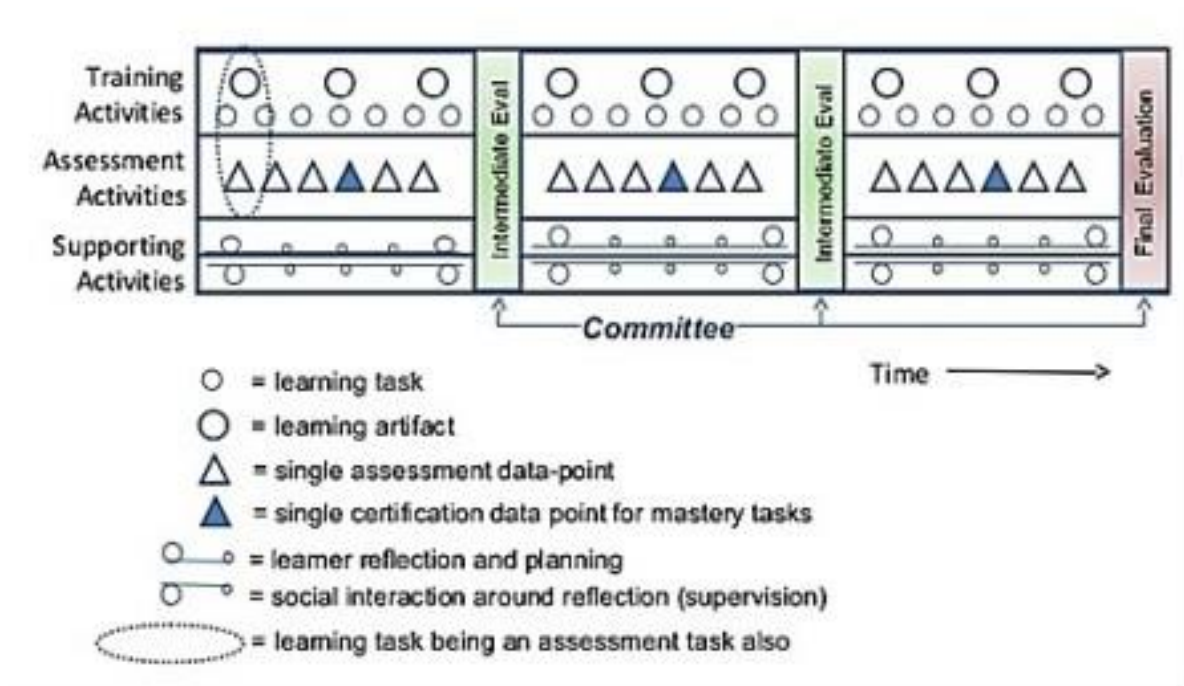 Training
Activities
Assessment
Activities
Supporting
Activities
Intermediate Eval
Intermediate Eval
Final Evaluation
Committee
Time
= learning task
= learning artifact
= single assessment data-point
= single certification data point for mastery tasks
= learner reflection and planning
= social interaction around reflection (supervision)
= learning task being an assessment task also